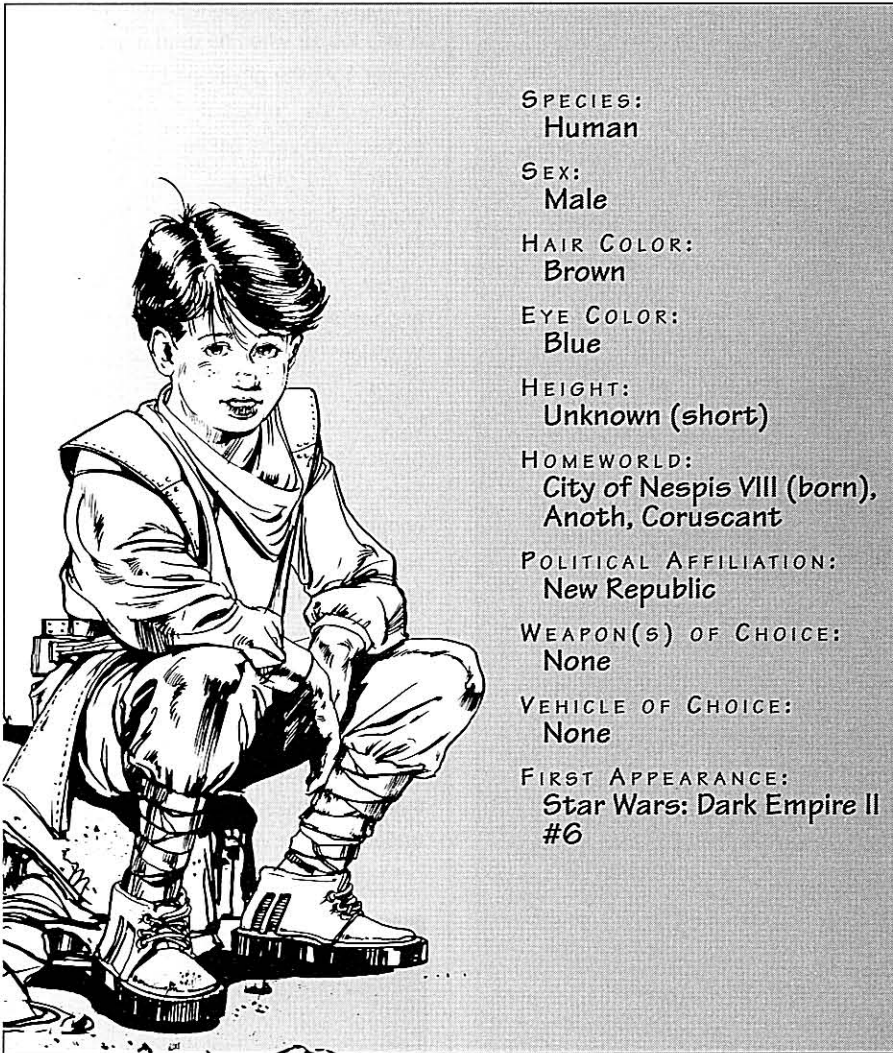 SPECIES:
Human
SEX:
Male
HAIR COLOR:
Brown
EYE COLOR:
Blue
HEIGHT:
Unknown (short)
HOMEWORLD:
City of Nespis VIII (born),
Anoth, Coruscant
POLITICAL AFFILIATION:
New Republic
WEAPON(S) OF CHOICE:
None
VEHICLE OF CHOICE:
None
FIRST APPEARANCE:
Star Wars: Dark Empire II
#6